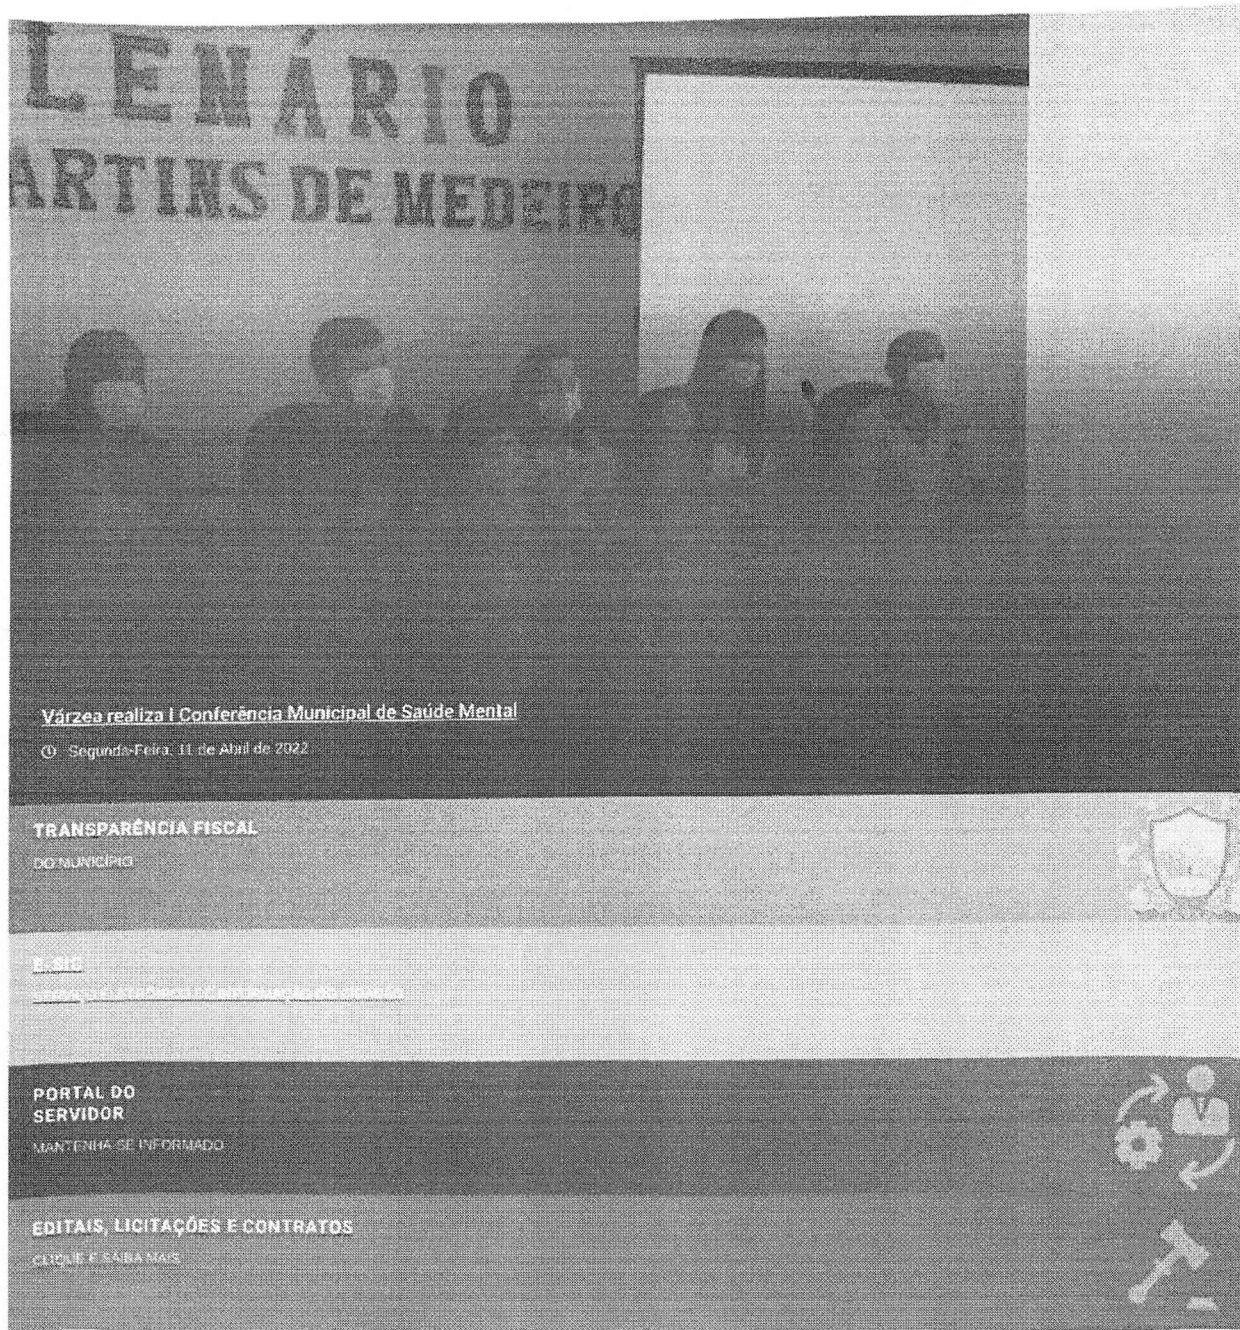 LENÁRIO
ARTINS DE MEDEIRO
Várzea realiza I Conferência Municipal de Saúde Mental
Segunda-Feira, 11 de Abril de 2022
TRANSPARÊNCIA FISCAL
DO MUNICÍPIO
E-SIC
PORTAL DO
SERVIDOR
MANTENHA-SE INFORMADO
EDITAIS, LICITAÇÕES E CONTRATOS
CLIQUE E SAIBA MAIS